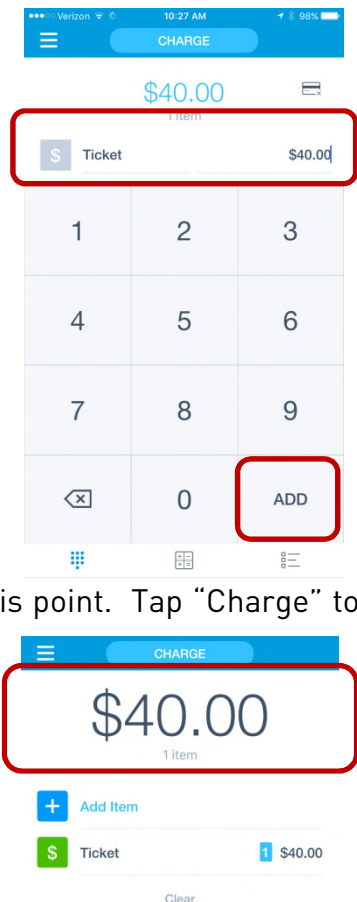 Verizon 10:27 AM 98%
CHARGE
$40.00
1 item
$ Ticket $40.00
1 2 3
4 5 6
7 8 9
0 ADD
is point. Tap “Charge” to
CHARGE
$40.00
1 item
+ Add Item
$ Ticket 1 $40.00
Clear